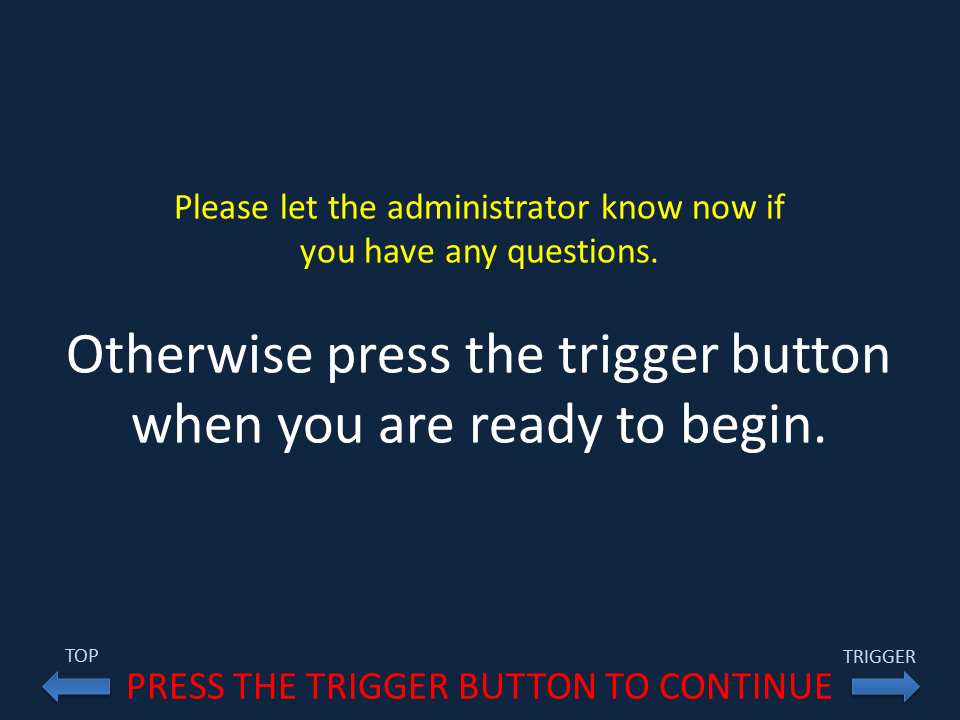 Please let the administrator know now if
you have any questions.
Otherwise press the trigger button
when you are ready to begin.
TOP
TRIGGER
PRESS THE TRIGGER BUTTON TO CONTINUE